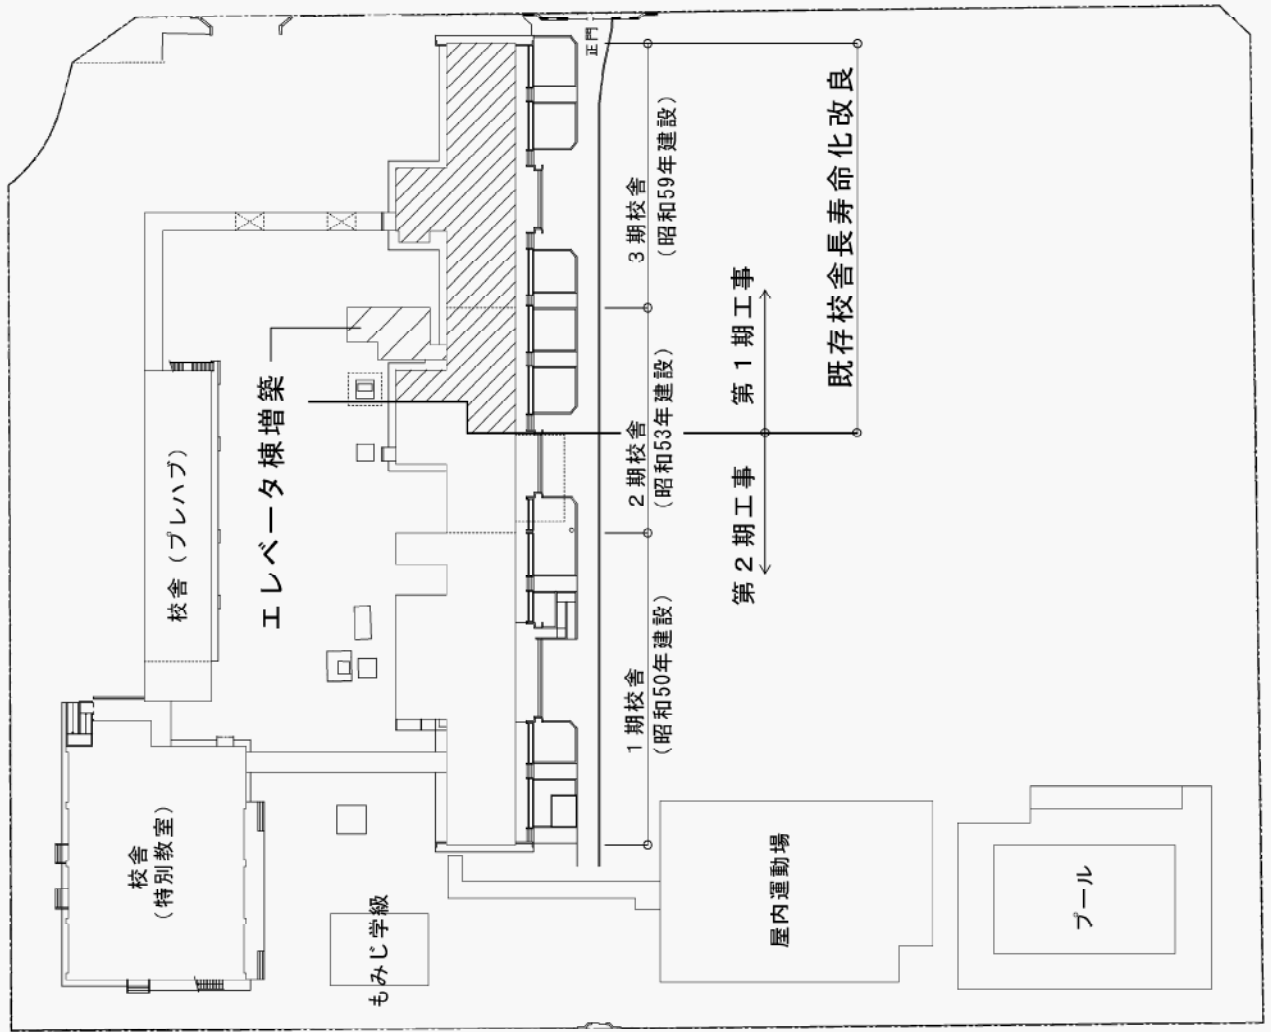 正門
3期校舎
(昭和59年建設)
既存校舎長寿命化改良
第1期工事
エレベータ棟増築
2期校舎
(昭和53年建設)
校舎(プレハブ)
第2期工事
1期校舎
(昭和50年建設)
校舎
(特別教室)
もみじ学級
屋内運動場
プール